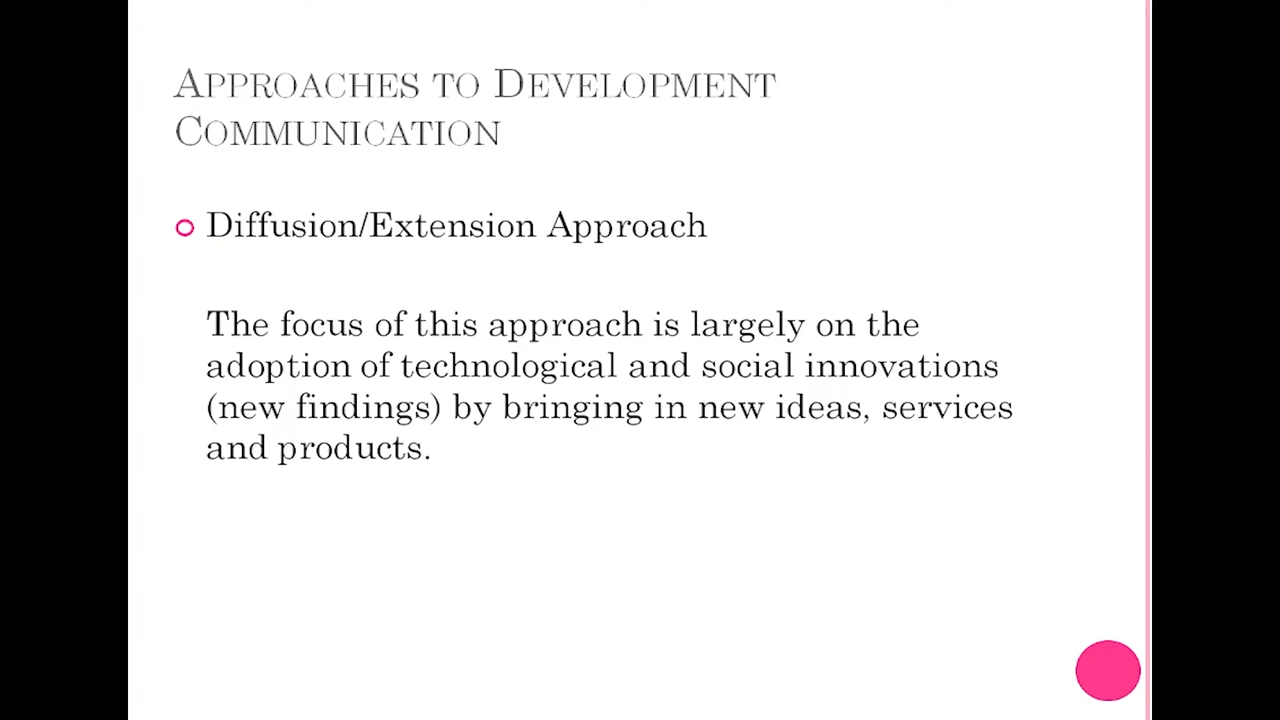 Approaches to Development
Communication
Diffusion/Extension Approach
The focus of this approach is largely on the
adoption of technological and social innovations
(new findings) by bringing in new ideas, services
and products.